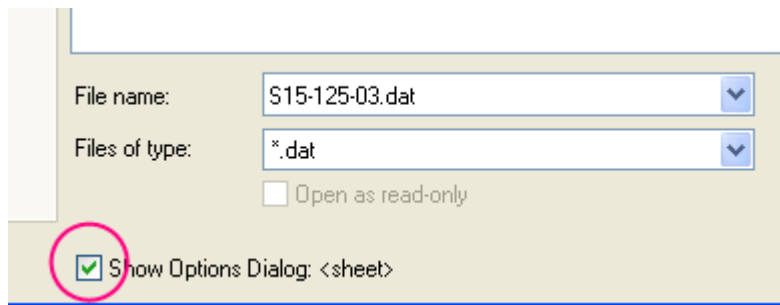 File name: S15-125-03.dat
Files of type: *.dat
Open as read-only
Show Options Dialog: <sheet>